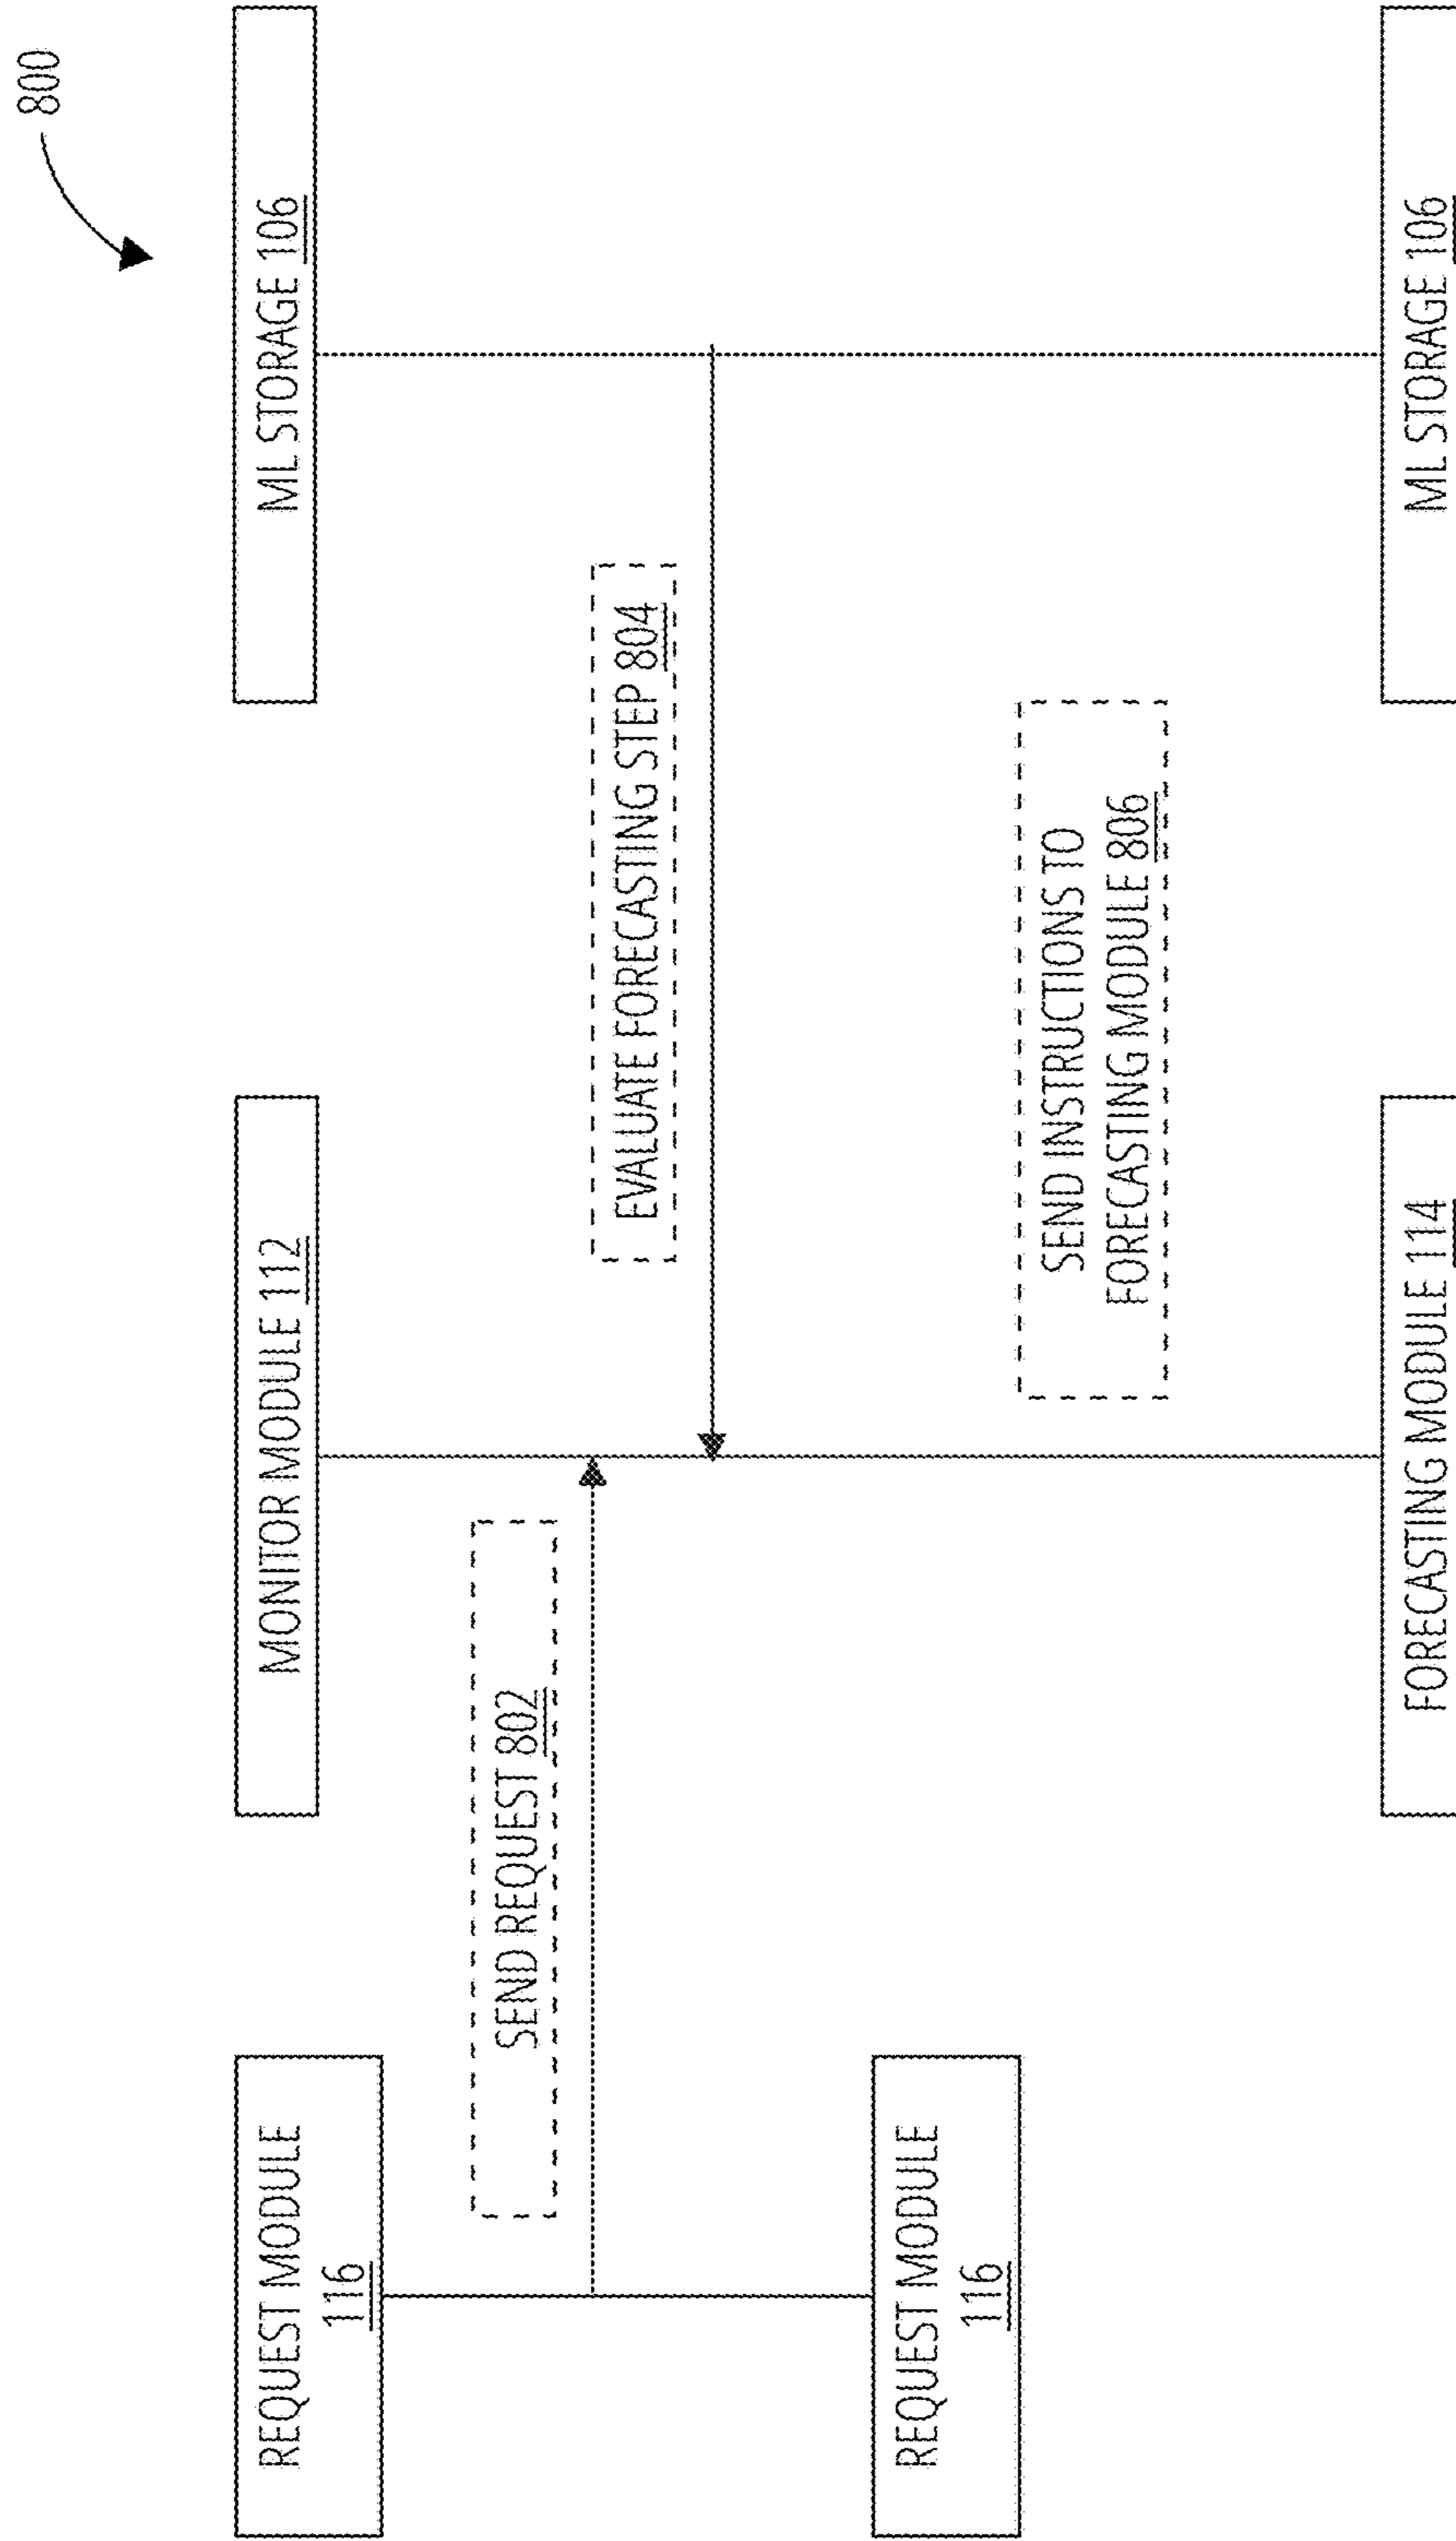 800
REQUEST MODULE
116
MONITOR MODULE 112
ML STORAGE 106
SEND REQUEST 802
EVALUATE FORECASTING STEP 804
REQUEST MODULE
116
SEND INSTRUCTIONS TO
FORECASTING MODULE 806
FORECASTING MODULE 114
ML STORAGE 106